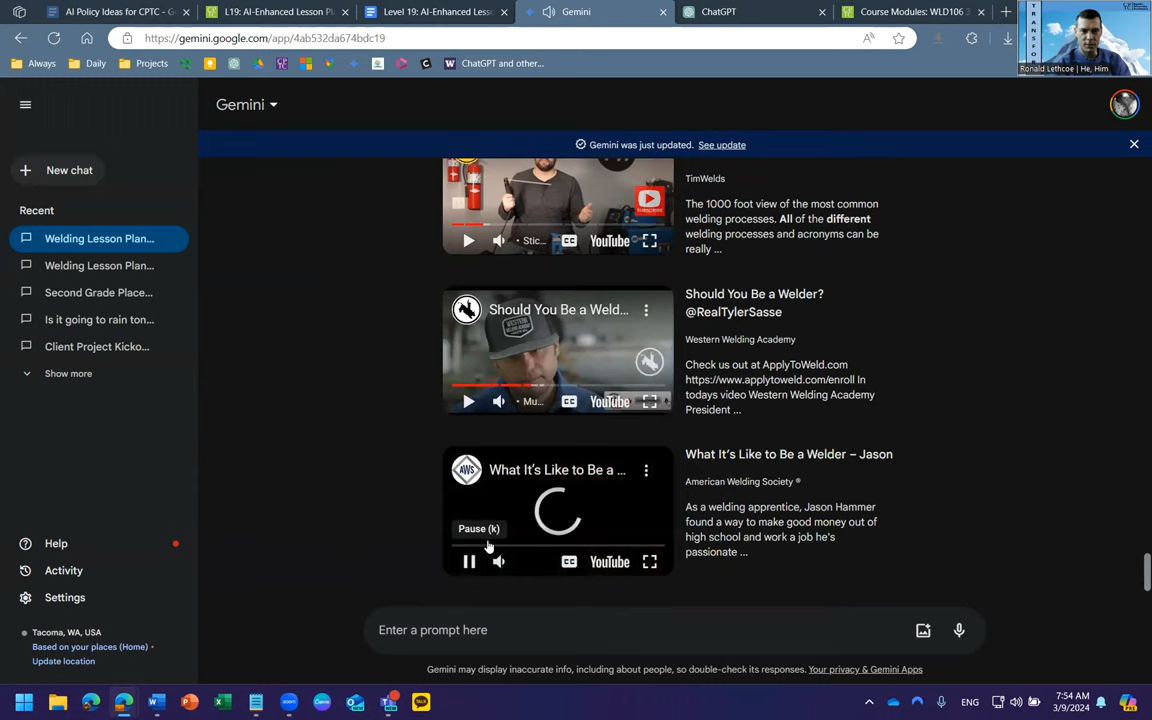 AI Policy Ideas for CPTC - G
L19: AI-Enhanced Lesson Pl
Level 19: AI-Enhanced Less
Gemini
ChatGPT
Course Modules: WLD106
https://gemini.google.com/app/4ab532da674bdc19
Always
Daily
Projects
ChatGPT and other...
TRANSFO
Ronald Lethcoe | He, Him
Gemini
Gemini was just updated. See update
New chat
Recent
Welding Lesson Plan...
Welding Lesson Plan...
Second Grade Place...
Is it going to rain ton...
Client Project Kicko...
Show more
TimWelds
The 1000 foot view of the most common
welding processes. All of the different
welding processes and acronyms can be
really ...
• Stic...
CC
YouTube
Should You Be a Weld...
• Mu...
CC
YouTube
Should You Be a Welder?
@RealTylerSasse
Western Welding Academy
Check us out at ApplyToWeld.com
https://www.applytoweld.com/enroll In
todays video Western Welding Academy
President ...
AWS
What It's Like to Be a ...
Pause (k)
CC
YouTube
What It's Like to Be a Welder – Jason
American Welding Society ®
As a welding apprentice, Jason Hammer
found a way to make good money out of
high school and work a job he's
passionate ...
Help
Activity
Settings
Tacoma, WA, USA
Based on your places (Home) •
Update location
Enter a prompt here
Gemini may display inaccurate info, including about people, so double-check its responses. Your privacy & Gemini Apps
TALK
ENG
7:54 AM
3/9/2024